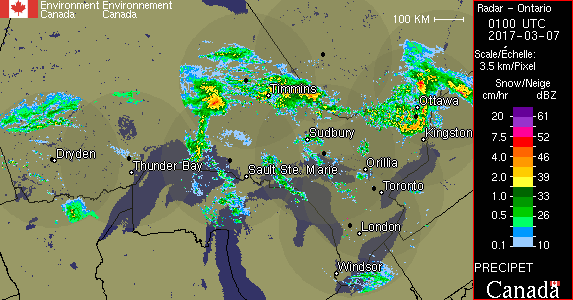 Environment Environnement
Canada Canada
100 KM
Timmins
Ottawa
Sudbury
Kingston
Dryden
Thunder Bay
Sault Ste. Marie
Orillia
Toronto
London
Windsor
Radar - Ontario
0100 UTC
2017-03-07
Scale/Échelle:
3.5 km/Pixel
Snow/Neige
cm/hr dBZ
20 61
7.5 52
4.0 46
2.0 39
1.0 33
0.5 26
0.1 10
PRECIPET
Canada